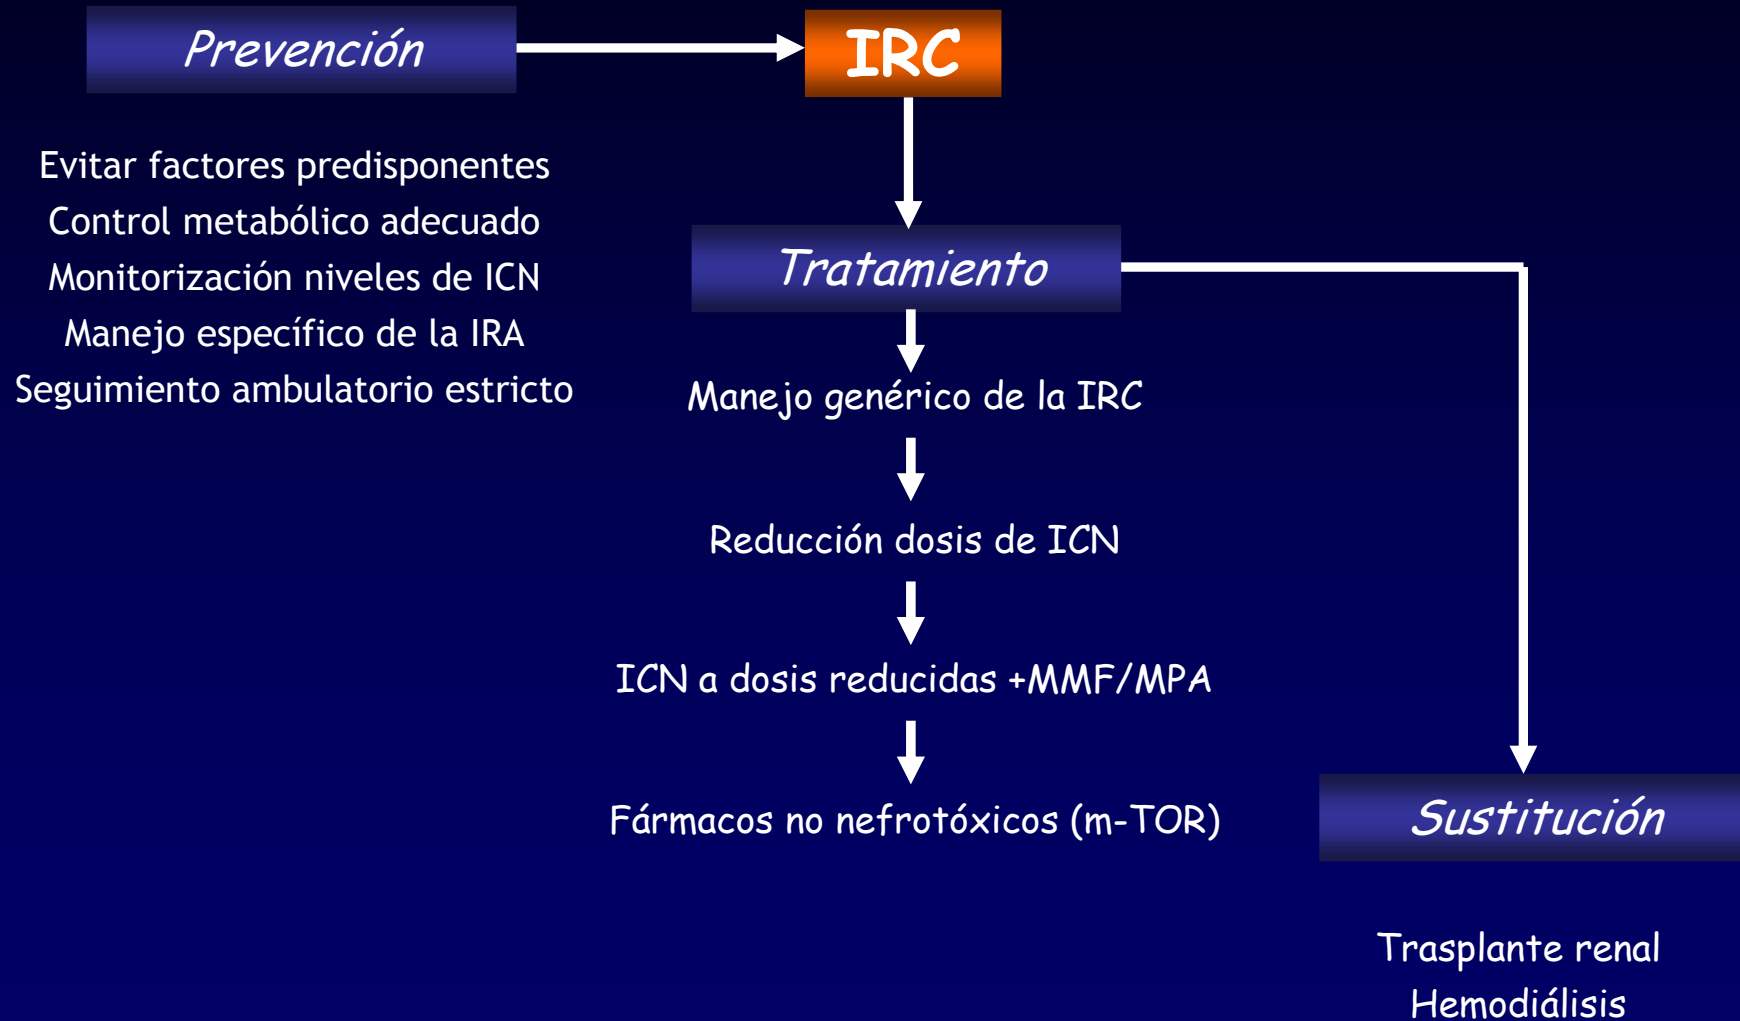 Prevención
IRC
Evitar factores predisponentes
Control metabólico adecuado
Monitorización niveles de ICN
Manejo específico de la IRA
Seguimiento ambulatorio estricto
Tratamiento
Manejo genérico de la IRC
Reducción dosis de ICN
ICN a dosis reducidas +MMF/MPA
Fármacos no nefrotóxicos (m-TOR)
Sustitución
Trasplante renal
Hemodiálisis